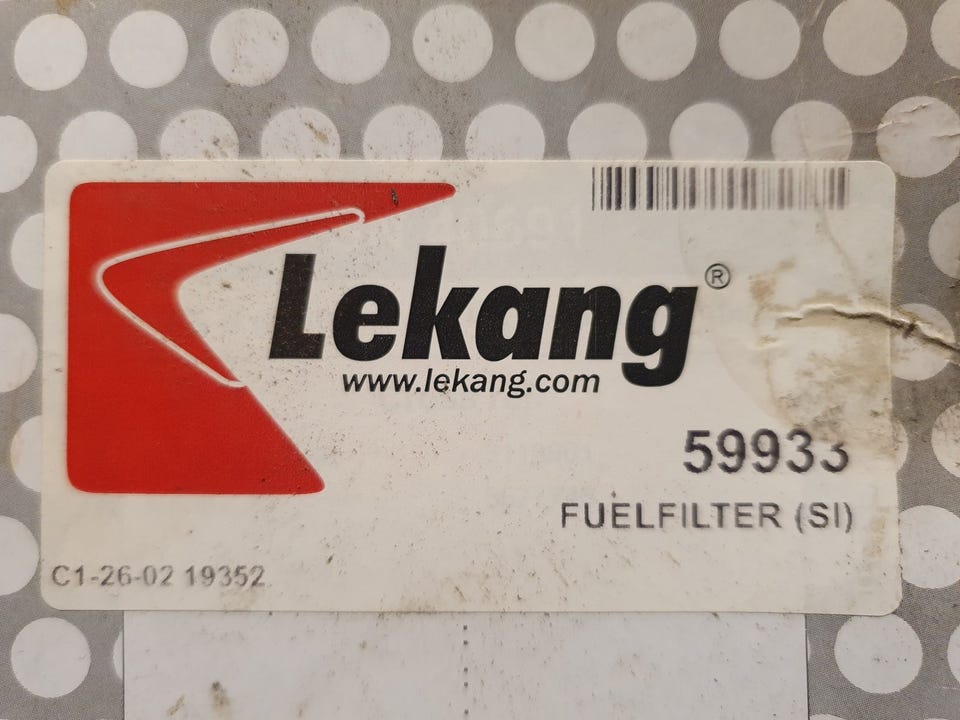 Lekang®
www.lekang.com
59933
FUELFILTER (SI)
C1-26-02 19352